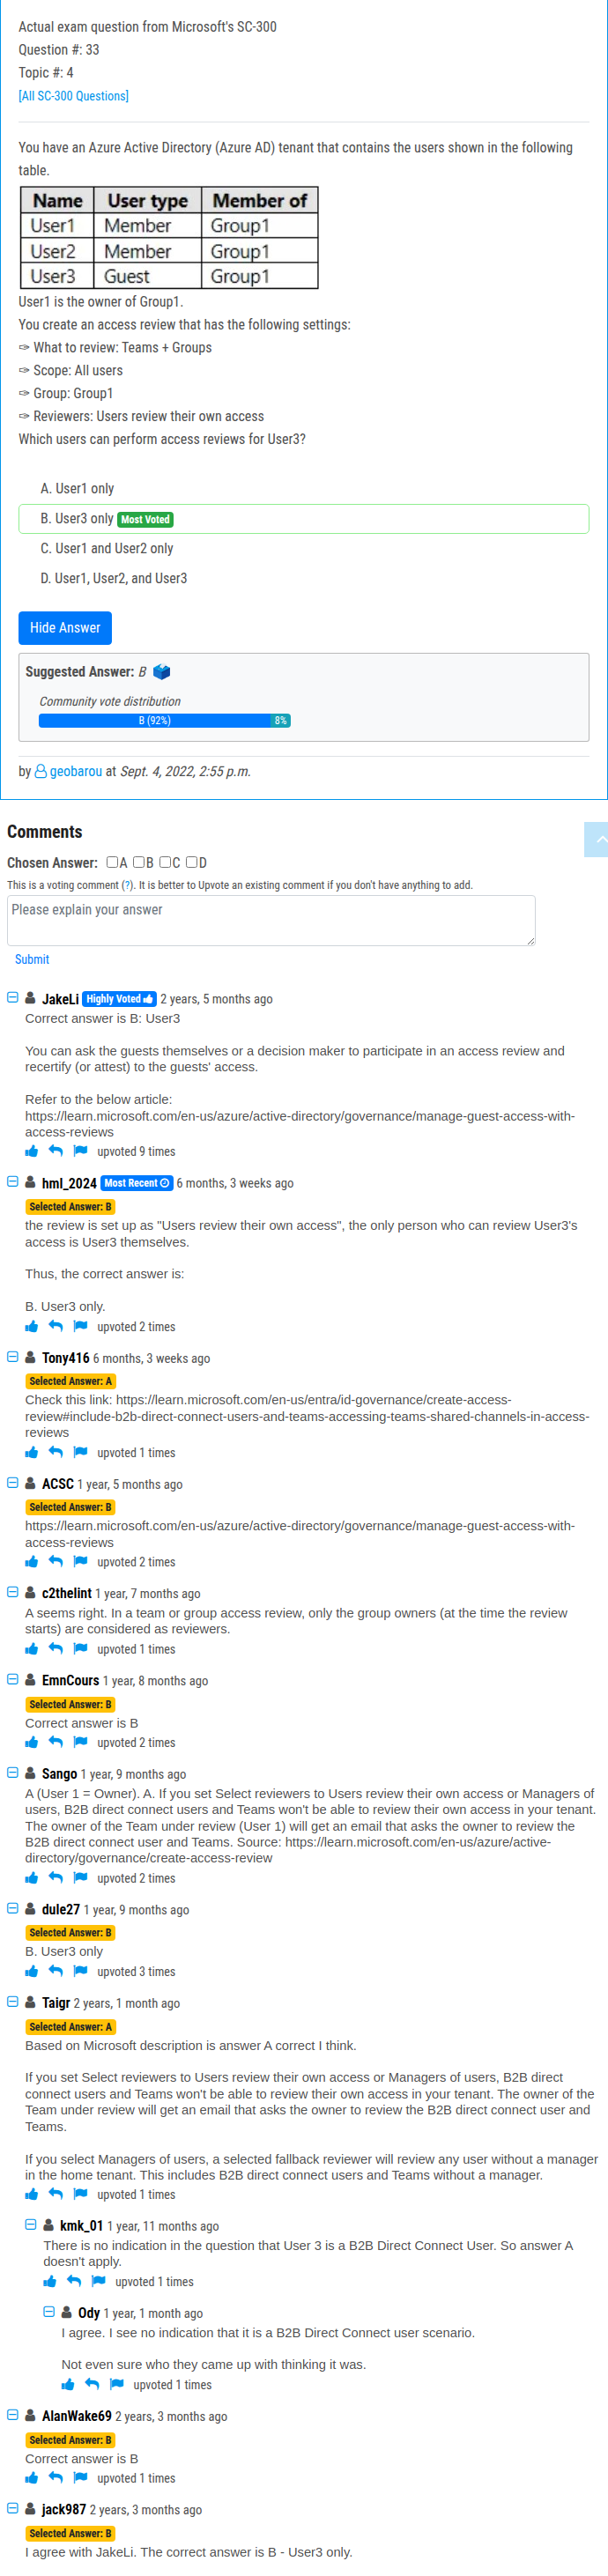 Actual exam question from Microsoft's SC-300
Question #: 33
Topic #: 4
[All SC-300 Questions]
You have an Azure Active Directory (Azure AD) tenant that contains the users shown in the following
table.
Name User type Member of
User1 Member Group1
User2 Member Group1
User3 Guest Group1
User1 is the owner of Group1.
You create an access review that has the following settings:
✑ What to review: Teams + Groups
✑ Scope: All users
✑ Group: Group1
✑ Reviewers: Users review their own access
Which users can perform access reviews for User3?
A. User1 only
B. User3 only Most Voted
C. User1 and User2 only
D. User1, User2, and User3
Hide Answer
Suggested Answer: B
Community vote distribution
B (92%) 8%
by geobarou at Sept. 4, 2022, 2:55 p.m.
Comments
Chosen Answer: A B C D
This is a voting comment (?). It is better to Upvote an existing comment if you don't have anything to add.
Please explain your answer
Submit
JakeLi Highly Voted 2 years, 5 months ago
Correct answer is B: User3
You can ask the guests themselves or a decision maker to participate in an access review and
recertify (or attest) to the guests' access.
Refer to the below article:
https://learn.microsoft.com/en-us/azure/active-directory/governance/manage-guest-access-with-
access-reviews
upvoted 9 times
hml_2024 Most Recent 6 months, 3 weeks ago
Selected Answer: B
the review is set up as "Users review their own access", the only person who can review User3's
access is User3 themselves.
Thus, the correct answer is:
B. User3 only.
upvoted 2 times
Tony416 6 months, 3 weeks ago
Selected Answer: A
Check this link: https://learn.microsoft.com/en-us/entra/id-governance/create-access-
review#include-b2b-direct-connect-users-and-teams-accessing-teams-shared-channels-in-access-
reviews
upvoted 1 times
ACSC 1 year, 5 months ago
Selected Answer: B
https://learn.microsoft.com/en-us/azure/active-directory/governance/manage-guest-access-with-
access-reviews
upvoted 2 times
c2thelint 1 year, 7 months ago
A seems right. In a team or group access review, only the group owners (at the time the review
starts) are considered as reviewers.
upvoted 1 times
EmnCours 1 year, 8 months ago
Selected Answer: B
Correct answer is B
upvoted 2 times
Sango 1 year, 9 months ago
A (User 1 = Owner). A. If you set Select reviewers to Users review their own access or Managers of
users, B2B direct connect users and Teams won't be able to review their own access in your tenant.
The owner of the Team under review (User 1) will get an email that asks the owner to review the
B2B direct connect user and Teams. Source: https://learn.microsoft.com/en-us/azure/active-
directory/governance/create-access-review
upvoted 2 times
dule27 1 year, 9 months ago
Selected Answer: B
B. User3 only
upvoted 3 times
Taigr 2 years, 1 month ago
Selected Answer: A
Based on Microsoft description is answer A correct I think.
If you set Select reviewers to Users review their own access or Managers of users, B2B direct
connect users and Teams won't be able to review their own access in your tenant. The owner of the
Team under review will get an email that asks the owner to review the B2B direct connect user and
Teams.
If you select Managers of users, a selected fallback reviewer will review any user without a manager
in the home tenant. This includes B2B direct connect users and Teams without a manager.
upvoted 1 times
kmk_01 1 year, 11 months ago
There is no indication in the question that User 3 is a B2B Direct Connect User. So answer A
doesn't apply.
upvoted 1 times
Ody 1 year, 1 month ago
I agree. I see no indication that it is a B2B Direct Connect user scenario.
Not even sure who they came up with thinking it was.
upvoted 1 times
AlanWake69 2 years, 3 months ago
Selected Answer: B
Correct answer is B
upvoted 1 times
jack987 2 years, 3 months ago
Selected Answer: B
I agree with JakeLi. The correct answer is B - User3 only.